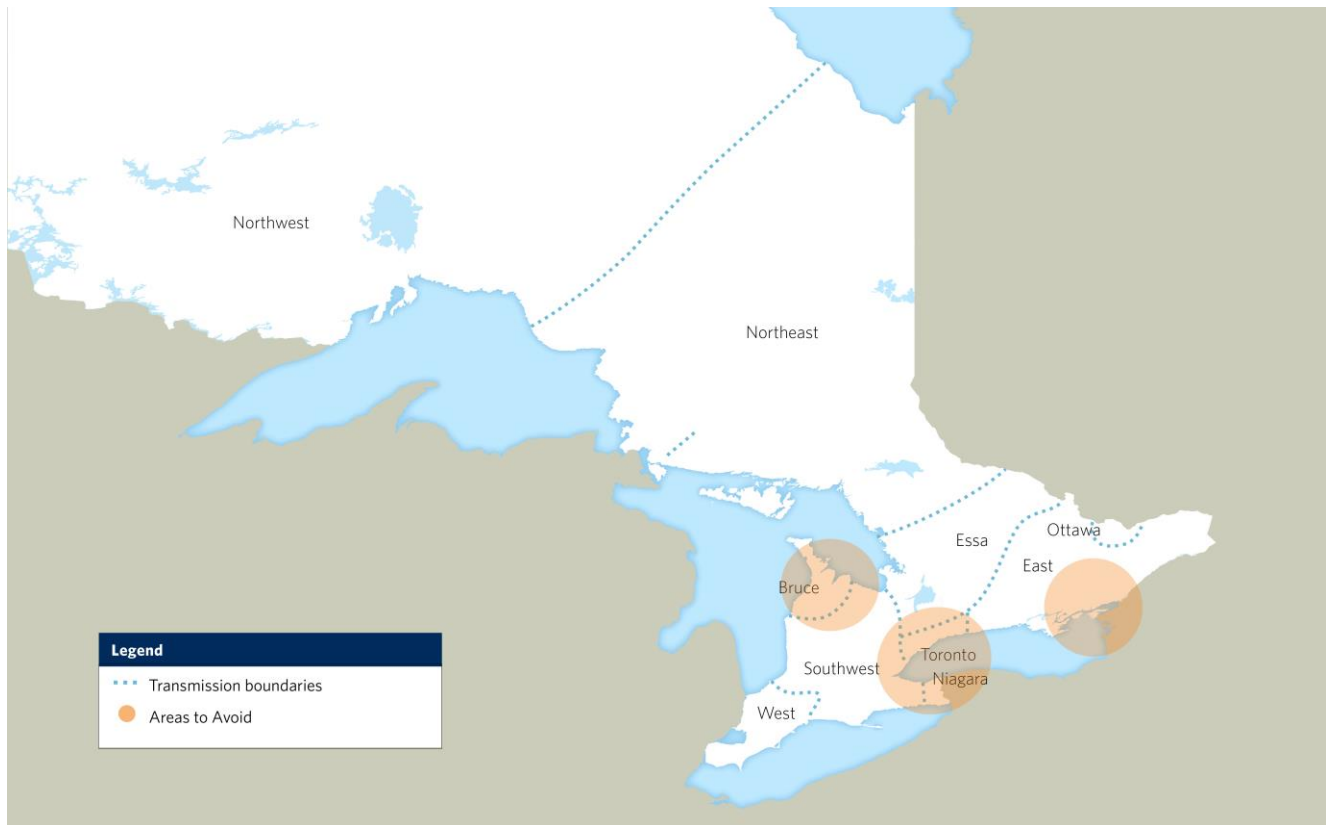 Northwest
Northeast
Ottawa
Essa
East
Bruce
Toronto
Southwest
Niagara
West
Legend
Transmission boundaries
Areas to Avoid